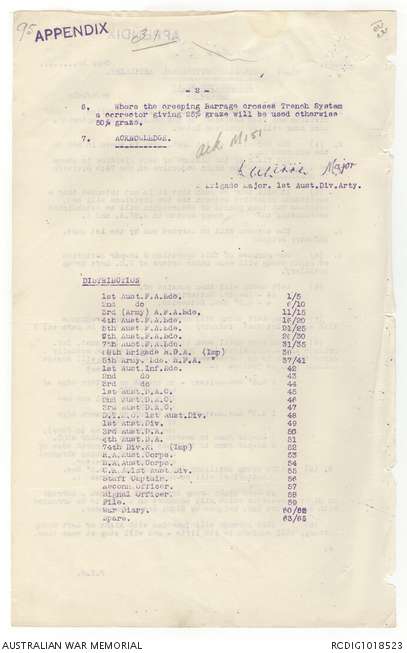 95 APPENDIX
- 2 -
6. Where the creeping Barrage crosses Trench System
a corrector giving 25% graze will be used otherwise
50% graze.
7. ACKNOWLEDGE.
ack M151
Major
Brigade Major. 1st Aust.Div.Arty.
DISTRIBUTION
1st Aust.F.A.Bde. 1/5
2nd do 6/10
3rd (Army) A.F.A.Bde. 11/15
4th Aust.F.A.Bde. 16/20
5th Aust.F.A.Bde. 21/25
6th Aust.F.A.Bde. 26/30
7th Aust.F.A.Bde. 31/35
Brigade R.G.A. (Imp) 36
5th Army. Bde. R.F.A. " 37/41
1st Aust.Inf.Bde. 42
2nd do 43
3rd do 44
1st Aust.D.A.C. 45
2nd Aust.D.A.C. 46
3rd Aust.D.A.C. 47
1st Aust.Div. 48
1st Aust.Div. 49
3rd Aust.D.A. 50
4th Aust.D.A. 51
(Imp) 52
R.A.Aust.Corps. 53
H.A.Aust.Corps. 54
C.R.A.1st Aust.Div. 55
Staff Captain. 56
Reconn.Officer. 57
Signal Officer. 58
File. 59
War Diary. 60/62
Spare. 63/65
AUSTRALIAN WAR MEMORIAL
RCDIG1018523